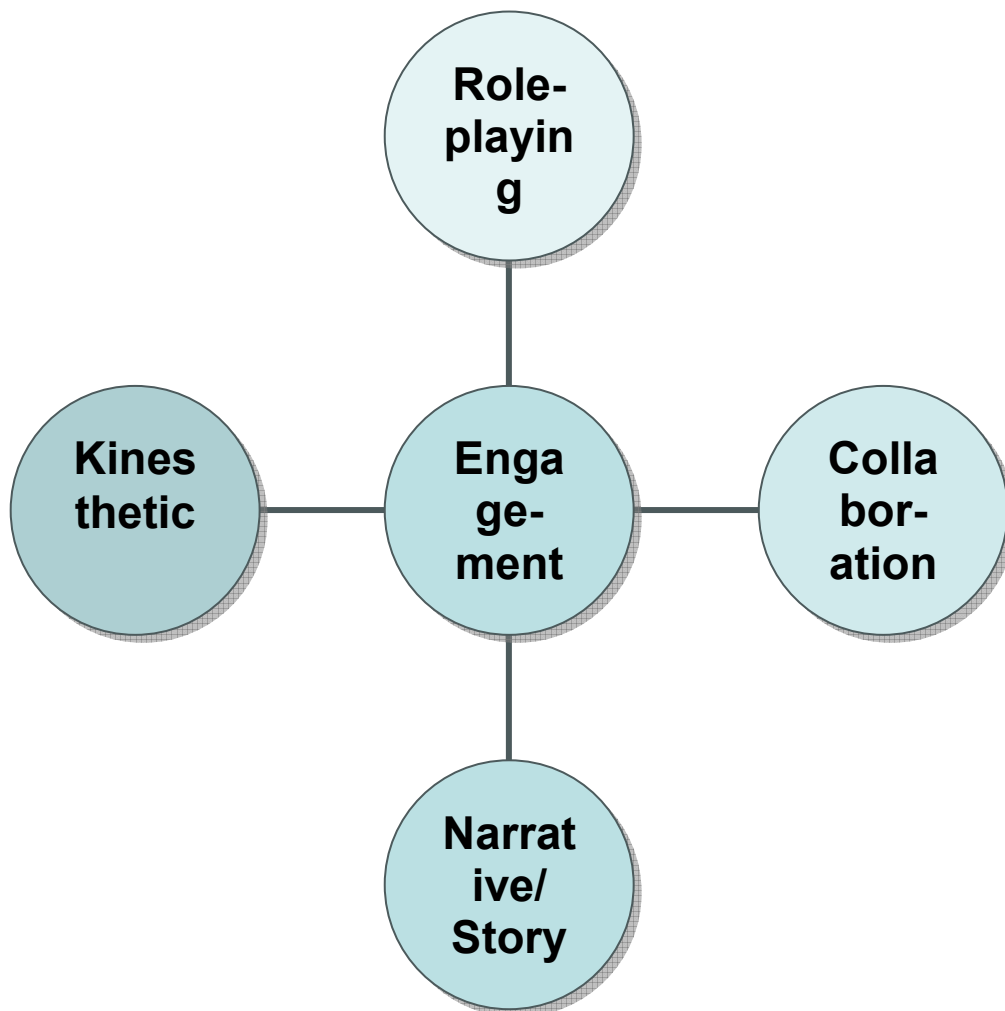 Role-
playin
g
Kines
thetic
Enga
ge-
ment
Colla
bor-
ation
Narrat
ive/
Story